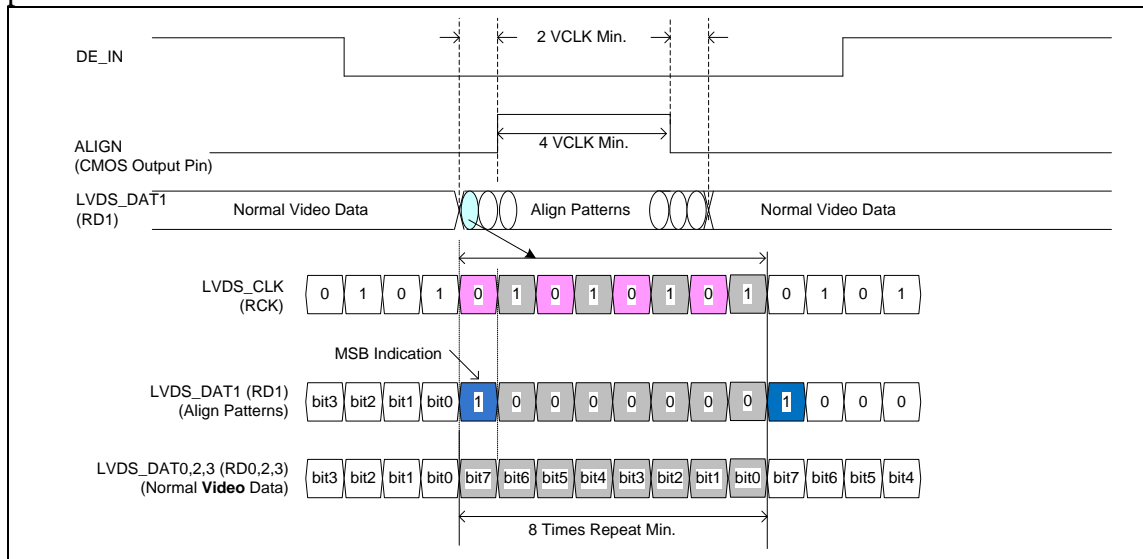 2 VCLK Min.
DE_IN
ALIGN
(CMOS Output Pin)
4 VCLK Min.
LVDS_DAT1
(RD1)
Normal Video Data
Align Patterns
Normal Video Data
LVDS_CLK
(RCK)
0 1 0 1 0 1 0 1 0 1 0 1 0 1 0 1
MSB Indication
LVDS_DAT1 (RD1)
(Align Patterns)
bit3 bit2 bit1 bit0 1 0 0 0 0 0 0 0 1 0 0 0
LVDS_DAT0,2,3 (RD0,2,3)
(Normal Video Data)
bit3 bit2 bit1 bit0 bit7 bit6 bit5 bit4 bit3 bit2 bit1 bit0 bit7 bit6 bit5 bit4
8 Times Repeat Min.